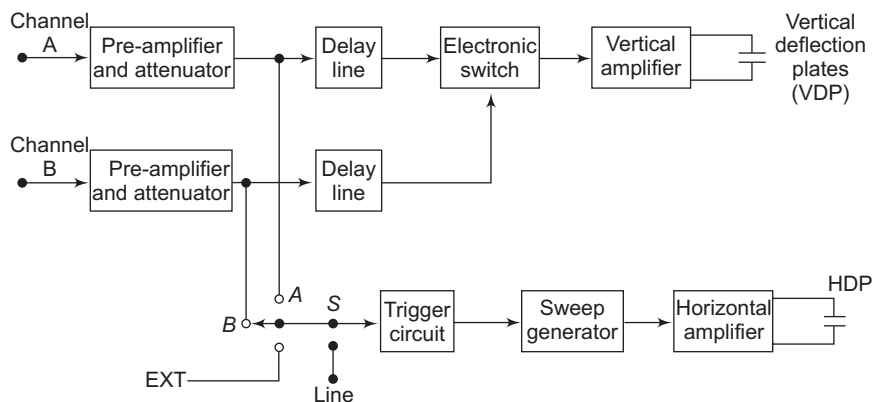 Channel
A
Pre-amplifier
and attenuator
Delay
line
Electronic
switch
Vertical
amplifier
Vertical
deflection
plates
(VDP)
Channel
B
Pre-amplifier
and attenuator
Delay
line
A
S
B
Trigger
circuit
Sweep
generator
Horizontal
amplifier
HDP
EXT
Line